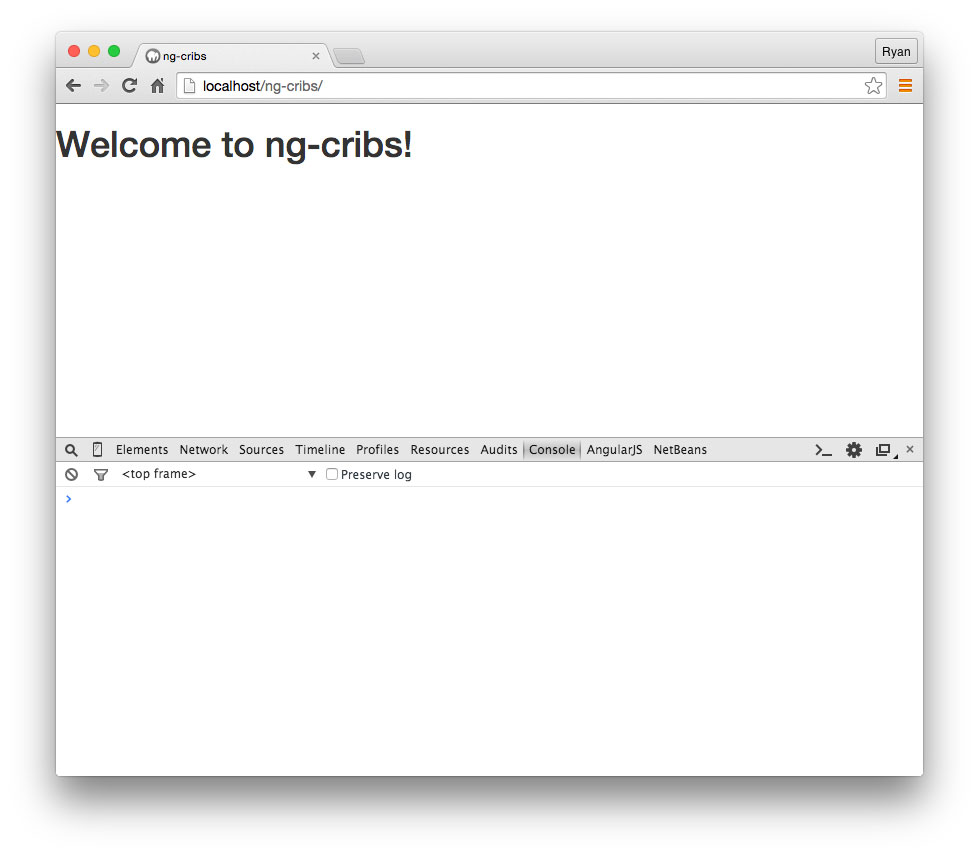 ng-cribs
Ryan
localhost/ng-cribs/
Welcome to ng-cribs!
Elements Network Sources Timeline Profiles Resources Audits Console AngularJS NetBeans
<top frame> Preserve log